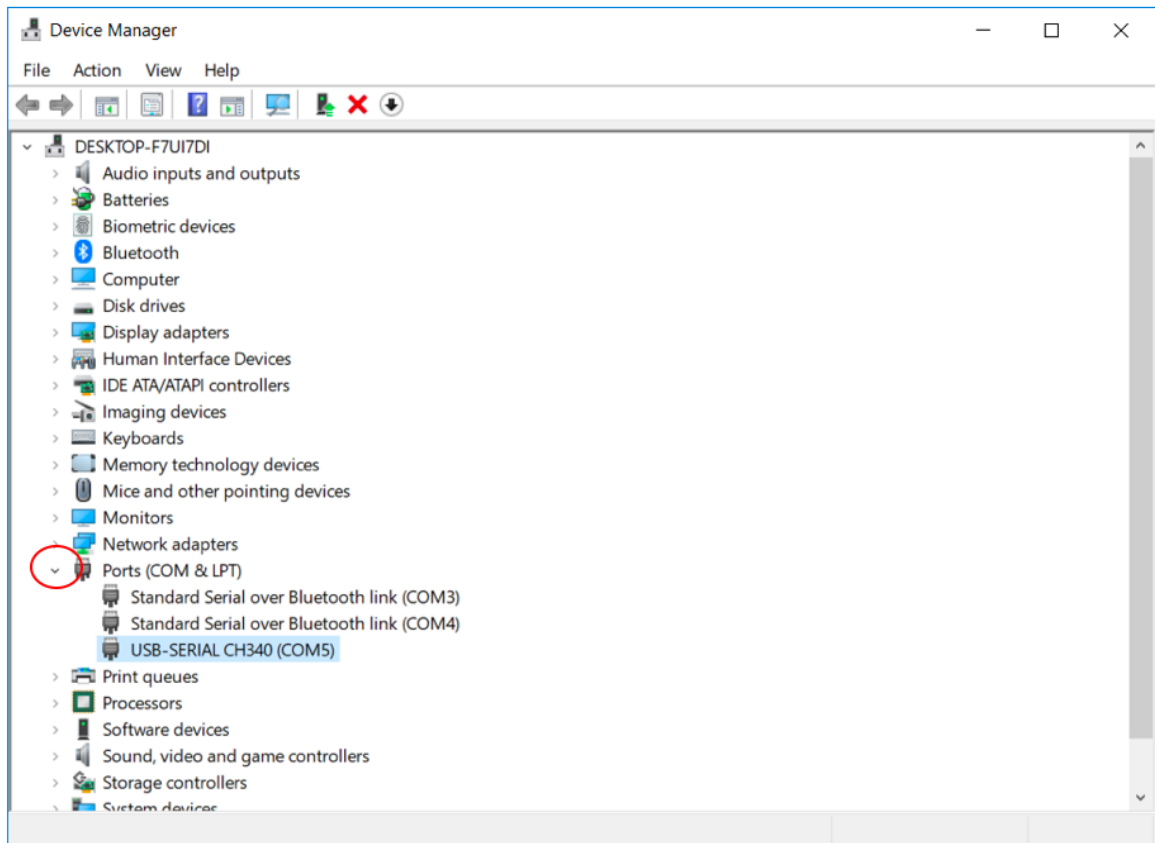 Device Manager
File Action View Help
DESKTOP-F7UI7DI
Audio inputs and outputs
Batteries
Biometric devices
Bluetooth
Computer
Disk drives
Display adapters
Human Interface Devices
IDE ATA/ATAPI controllers
Imaging devices
Keyboards
Memory technology devices
Mice and other pointing devices
Monitors
Network adapters
Ports (COM & LPT)
Standard Serial over Bluetooth link (COM3)
Standard Serial over Bluetooth link (COM4)
USB-SERIAL CH340 (COM5)
Print queues
Processors
Software devices
Sound, video and game controllers
Storage controllers
System devices